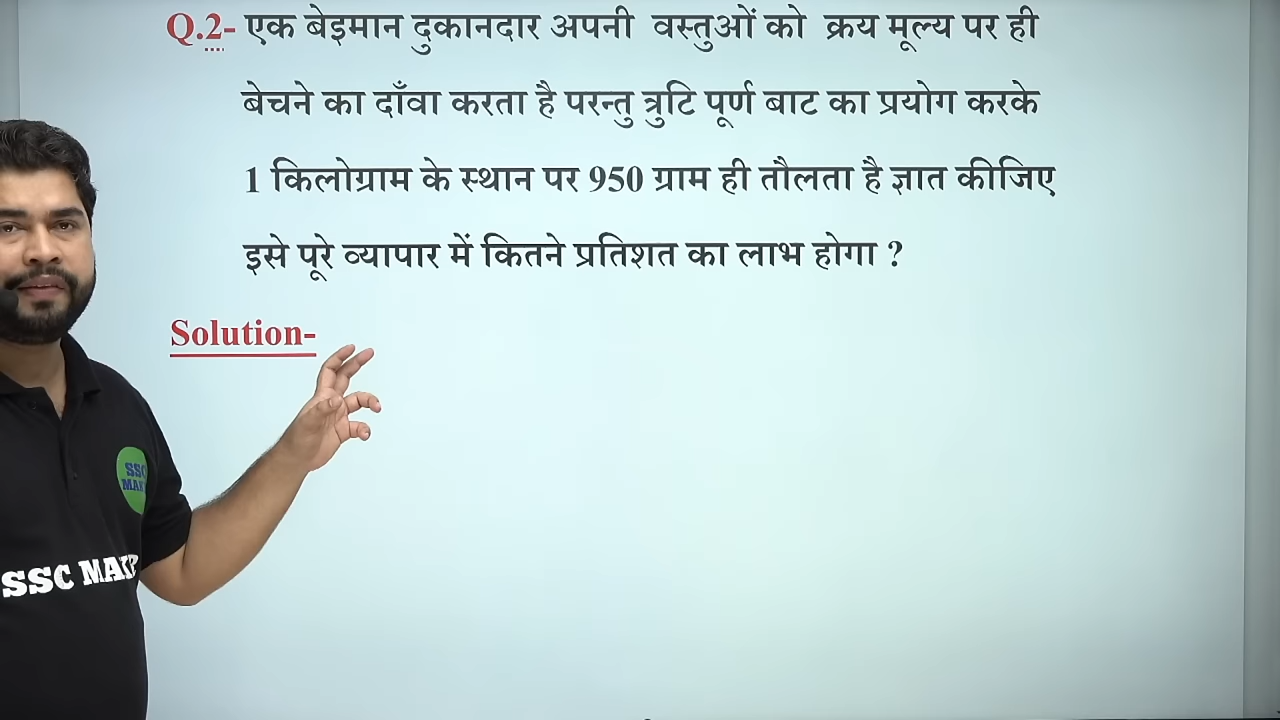 Q.2- एक बेइमान दुकानदार अपनी वस्तुओं को क्रय मूल्य पर ही
बेचने का दाँवा करता है परन्तु त्रुटि पूर्ण बाट का प्रयोग करके
1 किलोग्राम के स्थान पर 950 ग्राम ही तौलता है ज्ञात कीजिए
इसे पूरे व्यापार में कितने प्रतिशत का लाभ होगा ?
Solution-
SSC
SSC